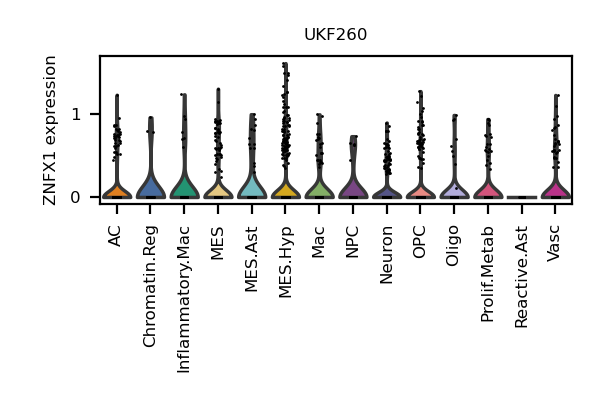 UKF260
ZNFX1 expression
1
0
AC
Chromatin.Reg
Inflammatory.Mac
MES
MES.Ast
MES.Hyp
Mac
NPC
Neuron
OPC
Oligo
Prolif.Metab
Reactive.Ast
Vasc